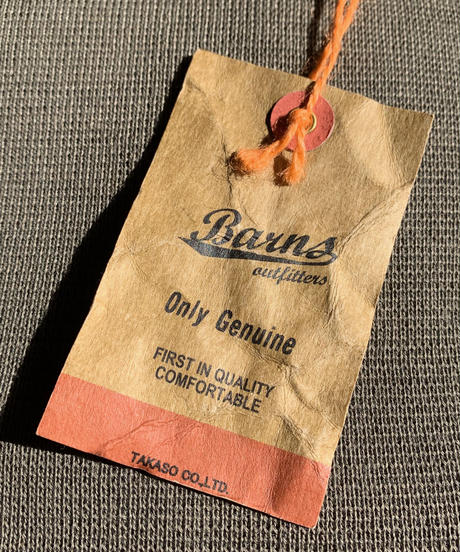 Barns
outfitters
Only Genuine
FIRST IN QUALITY
COMFORTABLE
TAKASO CO.,LTD.